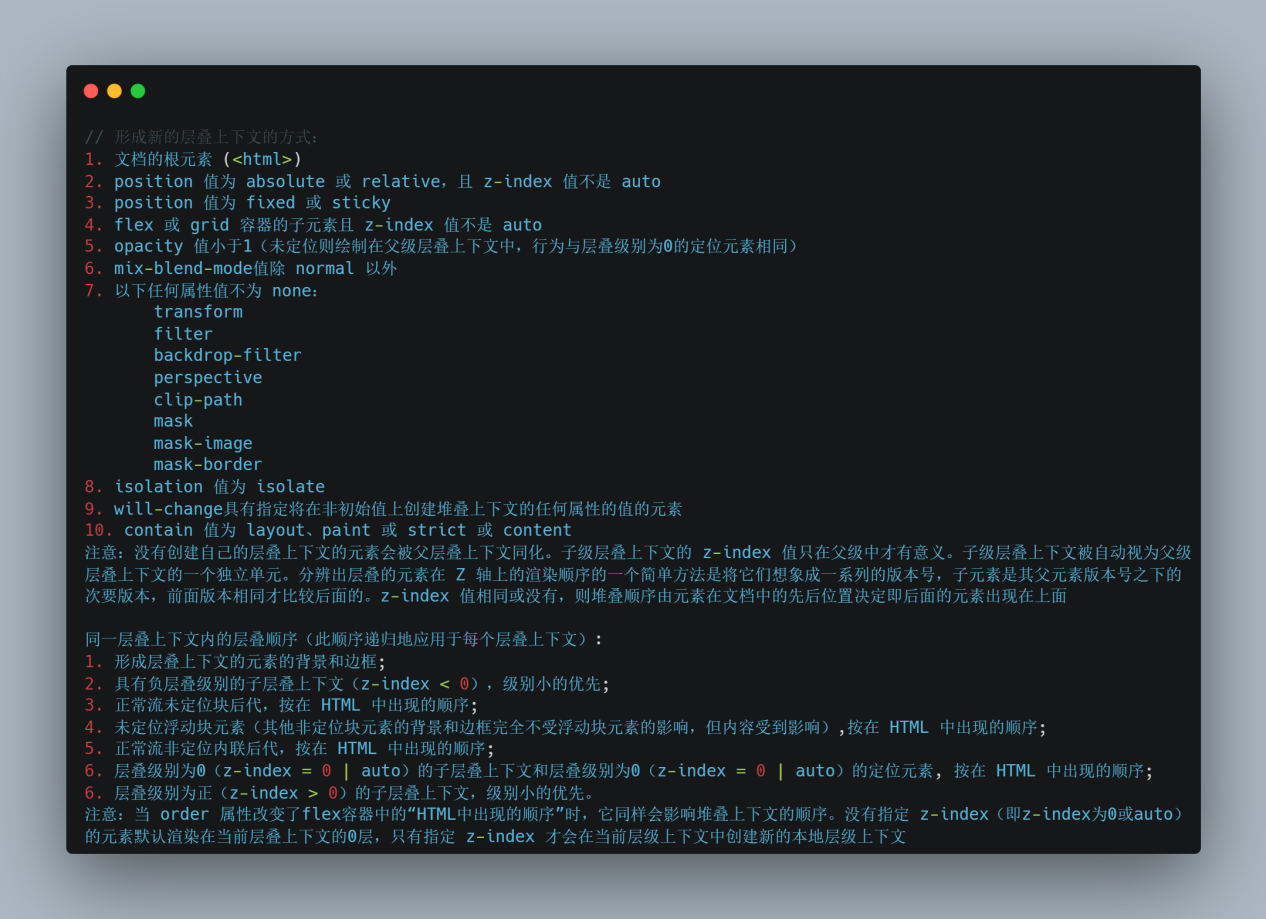 // 形成新的层叠上下文的方式：
1. 文档的根元素 (<html>)
2. position 值为 absolute 或 relative，且 z-index 值不是 auto
3. position 值为 fixed 或 sticky
4. flex 或 grid 容器的子元素且 z-index 值不是 auto
5. opacity 值小于1（未定位则绘制在父级层叠上下文中，行为与层叠级别为0的定位元素相同）
6. mix-blend-mode值除 normal 以外
7. 以下任何属性值不为 none：
transform
filter
backdrop-filter
perspective
clip-path
mask
mask-image
mask-border
8. isolation 值为 isolate
9. will-change具有指定将在非初始值上创建堆叠上下文的任何属性的值的元素
10. contain 值为 layout、paint 或 strict 或 content
注意：没有创建自己的层叠上下文的元素会被父层叠上下文同化。子级层叠上下文的 z-index 值只在父级中才有意义。子级层叠上下文被自动视为父级
层叠上下文的一个独立单元。分辨出层叠的元素在 Z 轴上的渲染顺序的一个简单方法是将它们想象成一系列的版本号，子元素是其父元素版本号之下的
次要版本，前面版本相同才比较后面的。z-index 值相同或没有，则堆叠顺序由元素在文档中的先后位置决定即后面的元素出现在上面
同一层叠上下文内的层叠顺序（此顺序递归地应用于每个层叠上下文）:
1. 形成层叠上下文的元素的背景和边框;
2. 具有负层叠级别的子层叠上下文（z-index < 0），级别小的优先;
3. 正常流未定位块后代，按在 HTML 中出现的顺序;
4. 未定位浮动块元素（其他非定位块元素的背景和边框完全不受浮动块元素的影响，但内容受到影响）,按在 HTML 中出现的顺序;
5. 正常流非定位内联后代，按在 HTML 中出现的顺序;
6. 层叠级别为0（z-index = 0 | auto）的子层叠上下文和层叠级别为0（z-index = 0 | auto）的定位元素, 按在 HTML 中出现的顺序;
6. 层叠级别为正（z-index > 0）的子层叠上下文，级别小的优先。
注意：当 order 属性改变了flex容器中的“HTML中出现的顺序”时，它同样会影响堆叠上下文的顺序。没有指定 z-index（即z-index为0或auto）
的元素默认渲染在当前层叠上下文的0层，只有指定 z-index 才会在当前层级上下文中创建新的本地层级上下文